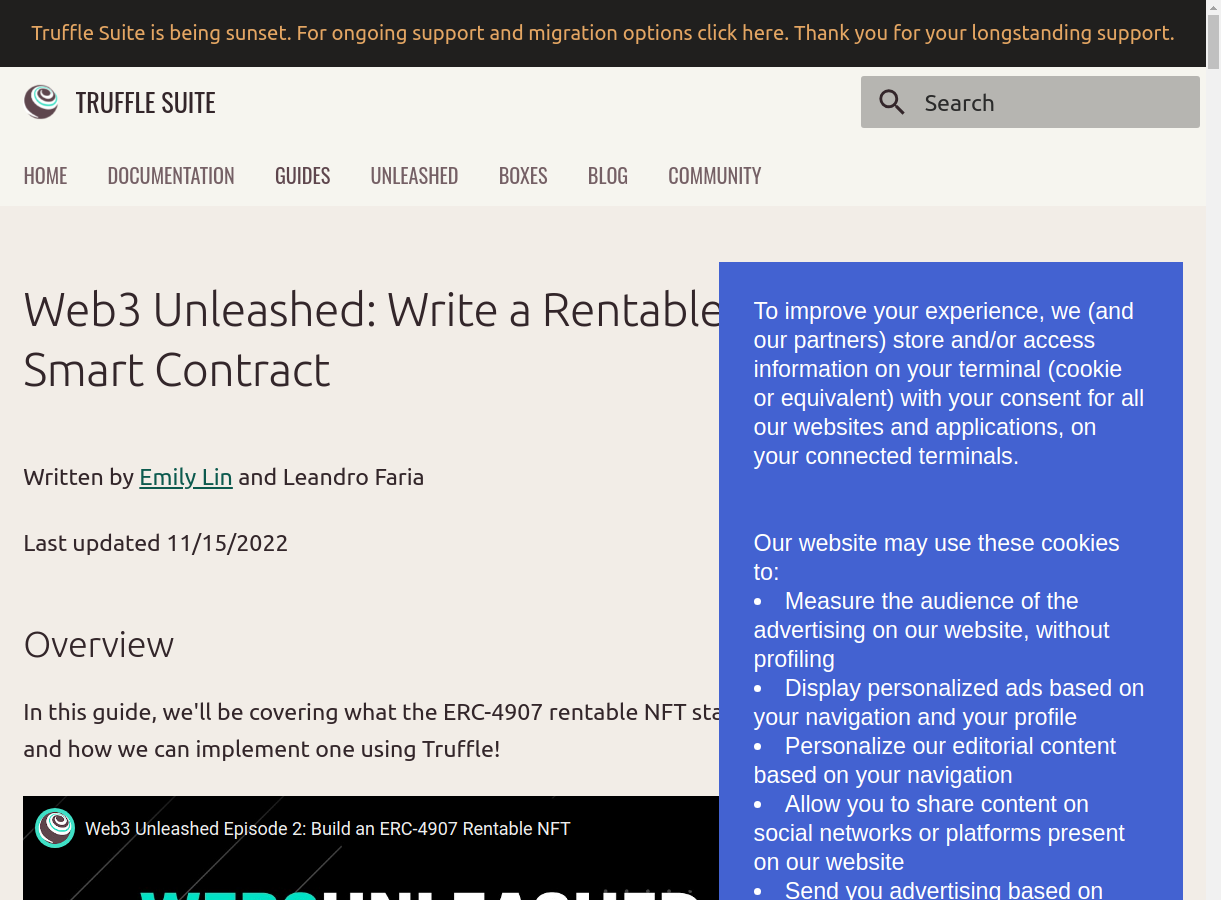 Truffle Suite is being sunset. For ongoing support and migration options click here. Thank you for your longstanding support.
TRUFFLE SUITE
Search
HOME DOCUMENTATION GUIDES UNLEASHED BOXES BLOG COMMUNITY
Web3 Unleashed: Write a Rentable
Smart Contract
Written by Emily Lin and Leandro Faria
Last updated 11/15/2022
Overview
In this guide, we'll be covering what the ERC-4907 rentable NFT sta
and how we can implement one using Truffle!
Web3 Unleashed Episode 2: Build an ERC-4907 Rentable NFT
WEB3UNLEASHED
To improve your experience, we (and
our partners) store and/or access
information on your terminal (cookie
or equivalent) with your consent for all
our websites and applications, on
your connected terminals.
Our website may use these cookies
to:
• Measure the audience of the
advertising on our website, without
profiling
• Display personalized ads based on
your navigation and your profile
• Personalize our editorial content
based on your navigation
• Allow you to share content on
social networks or platforms present
on our website
• Send you advertising based on